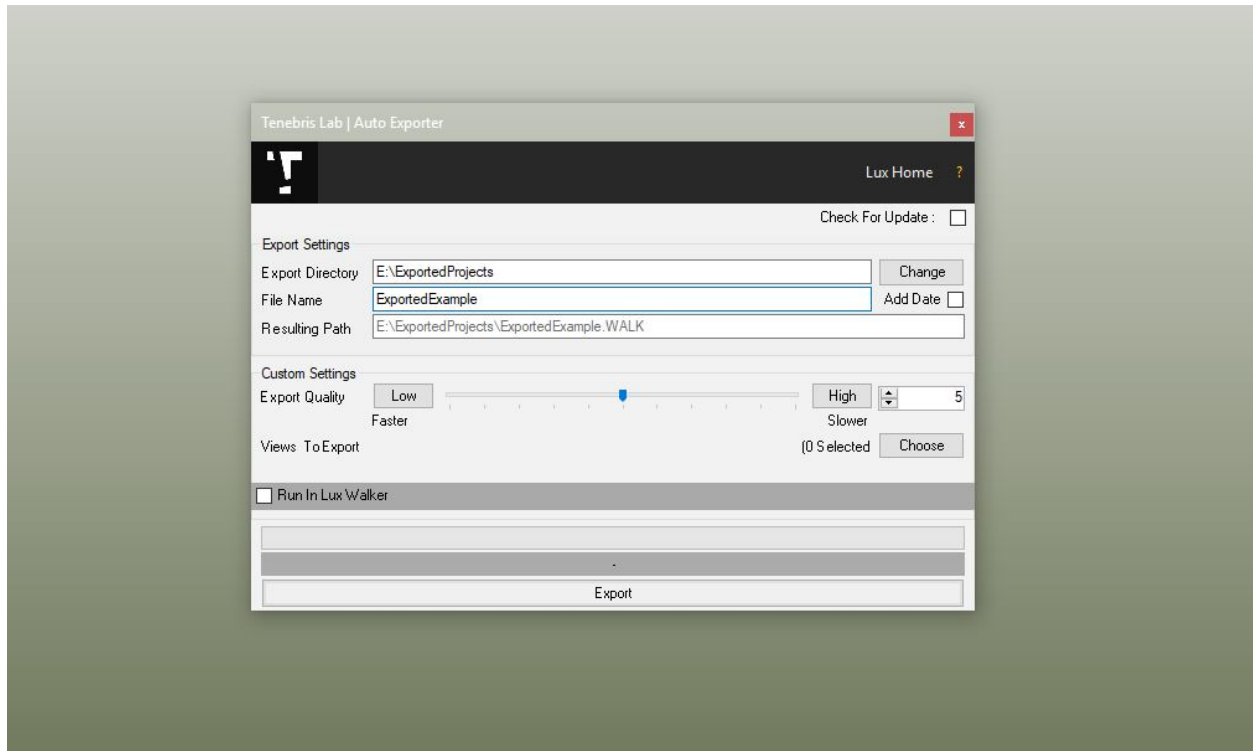 Tenebris Lab | Auto Exporter x
Lux Home ?
Check For Update :
Export Settings
Export Directory E:\ExportedProjects Change
File Name ExportedExample Add Date
Resulting Path E:\ExportedProjects\ExportedExample.WALK
Custom Settings
Export Quality Low High 5
Faster Slower
Views To Export (0 Selected Choose
Run In Lux Walker
-
Export